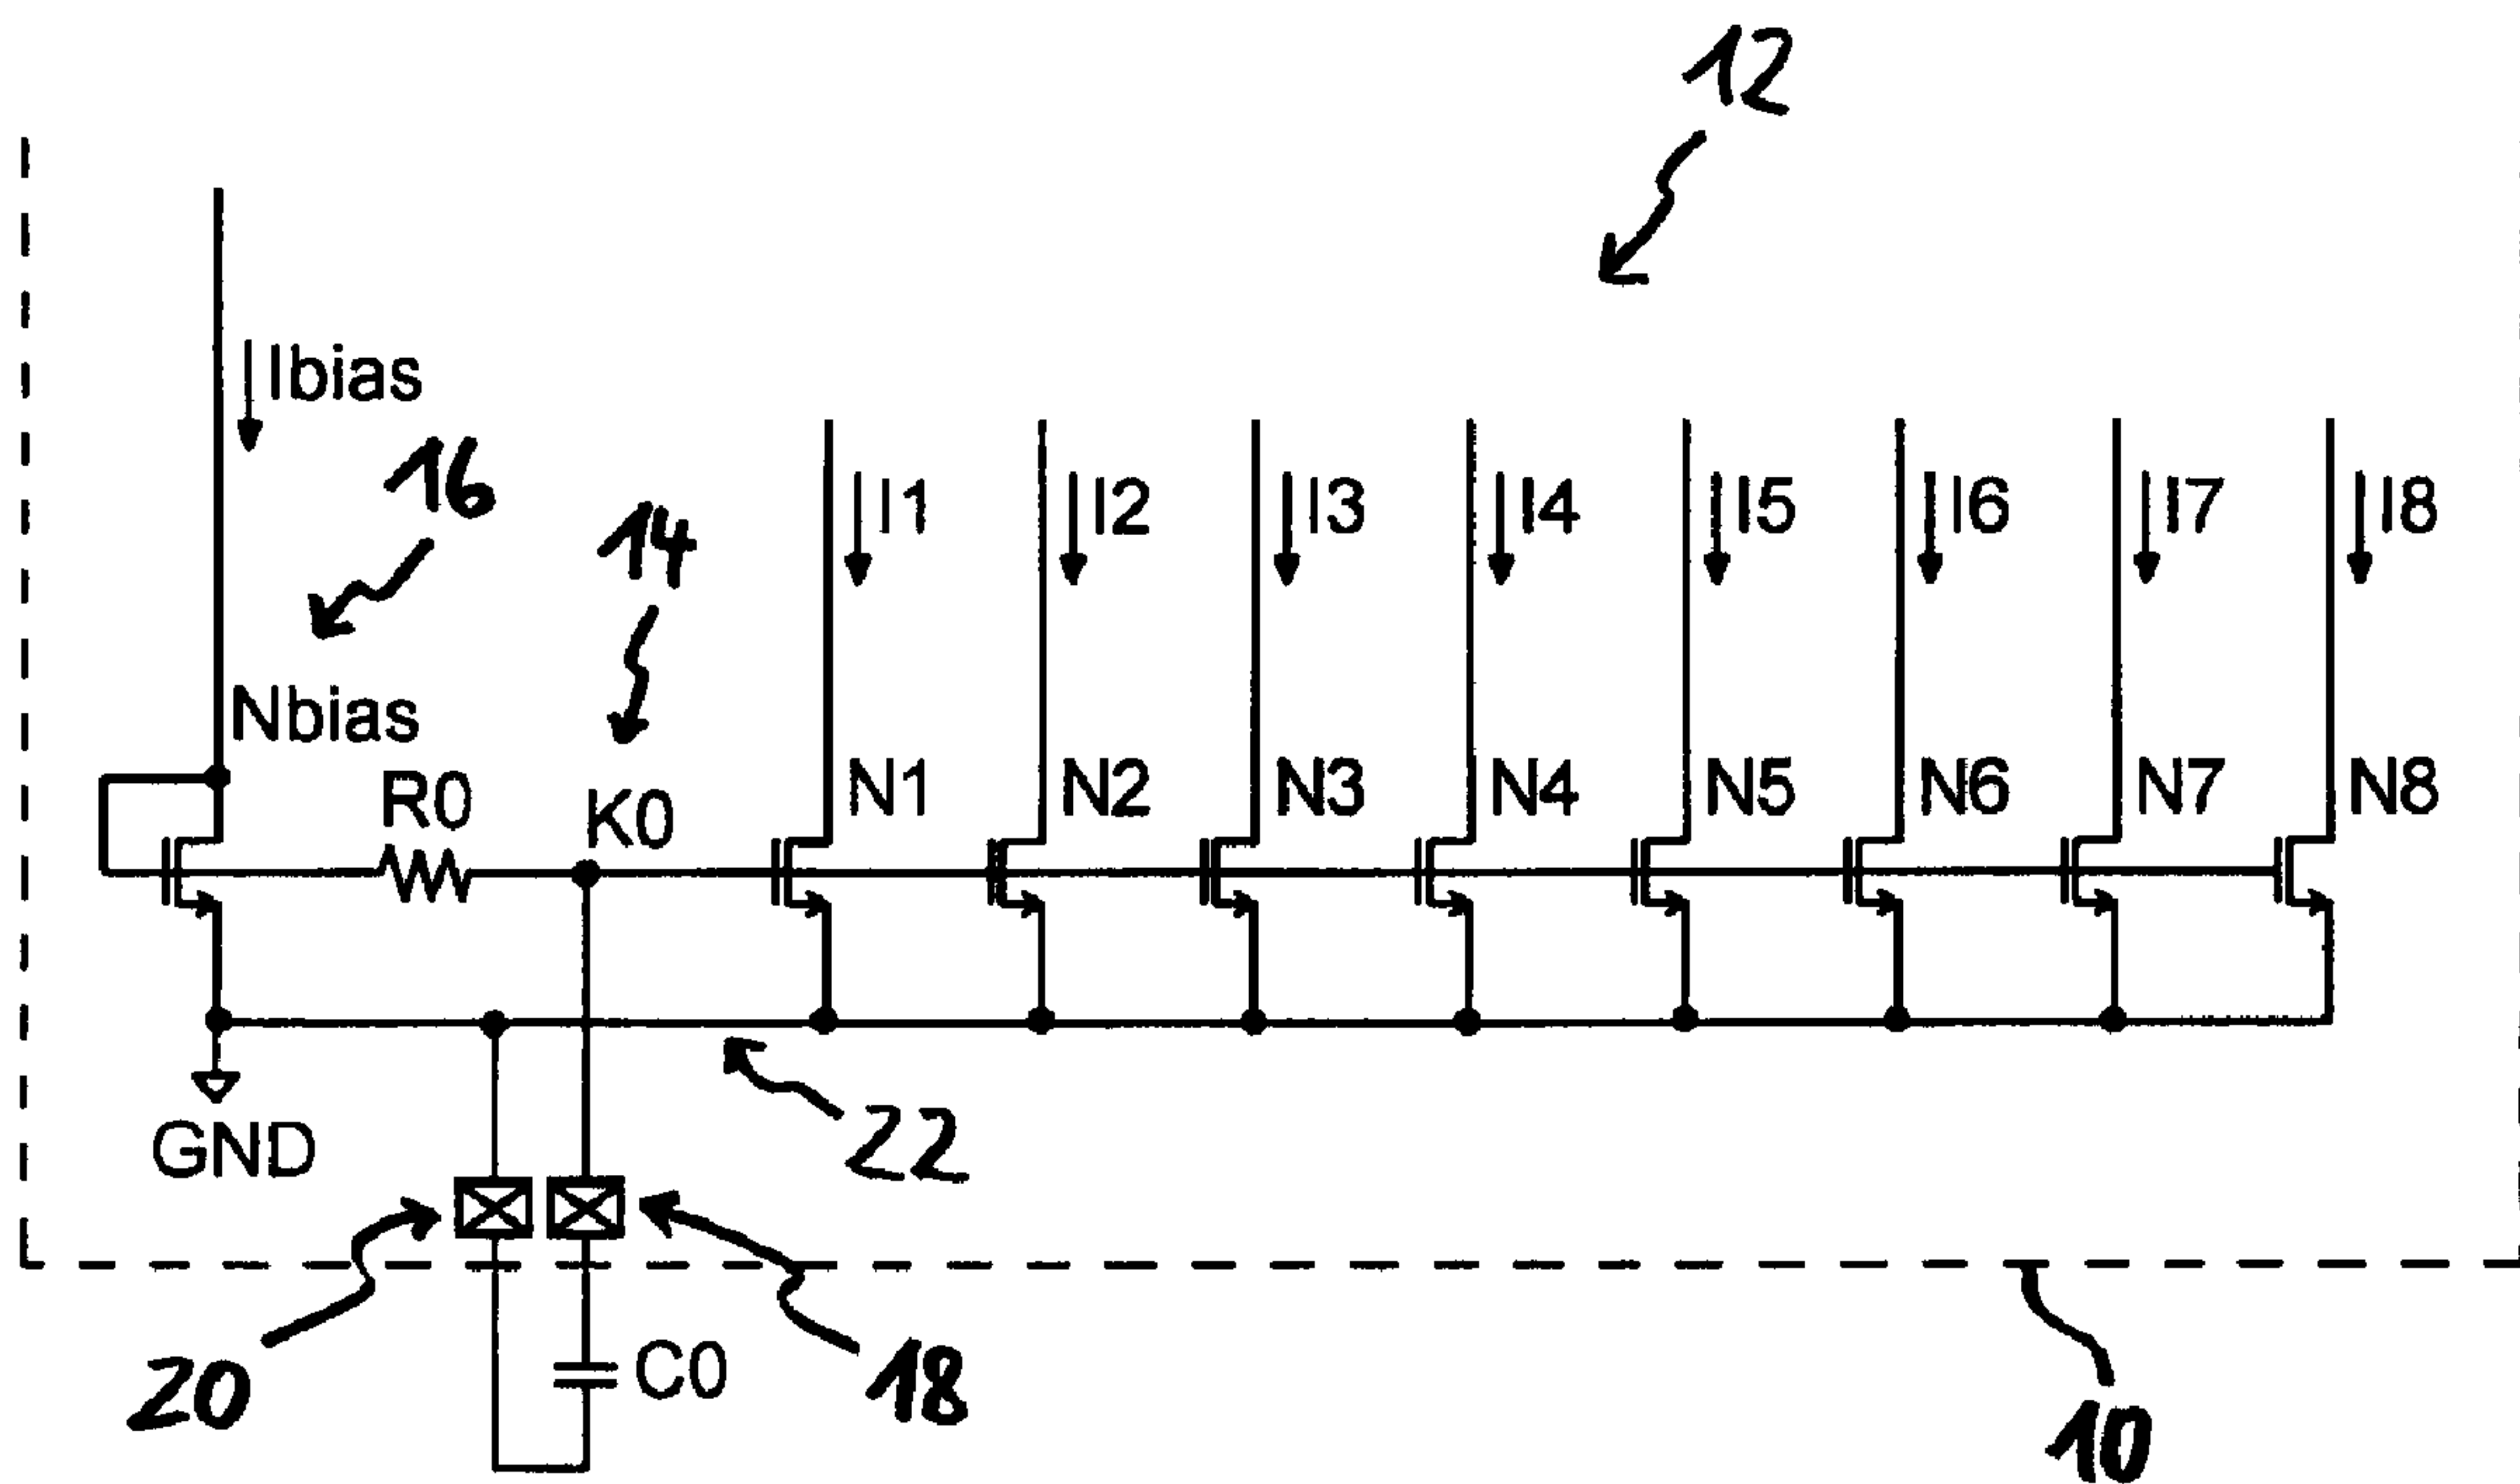 12
Ibias
16
14
I1 I2 I3 I4 I5 I6 I7 I8
Nbias
R0 K0 N1 N2 N3 N4 N5 N6 N7 N8
GND
22
20
C0
18
10